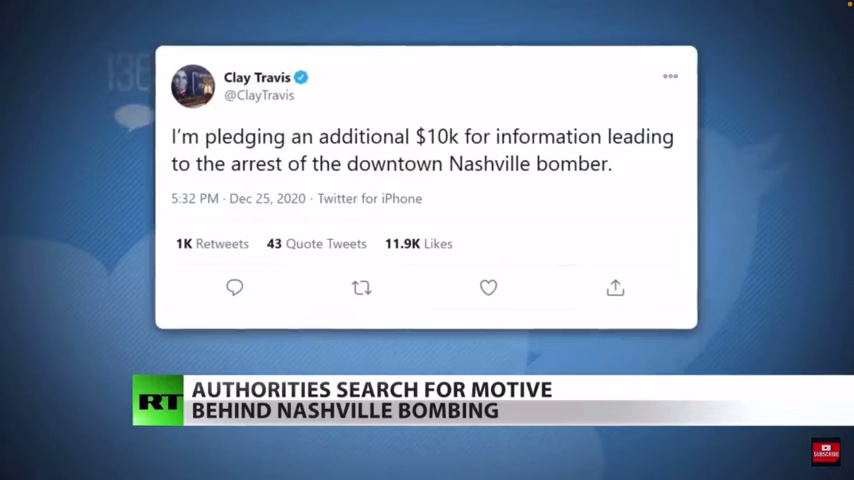 Clay Travis
@ClayTravis
I'm pledging an additional $10k for information leading
to the arrest of the downtown Nashville bomber.
5:32 PM · Dec 25, 2020 · Twitter for iPhone
1K Retweets 43 Quote Tweets 11.9K Likes
RT
AUTHORITIES SEARCH FOR MOTIVE
BEHIND NASHVILLE BOMBING
SUBSCRIBE